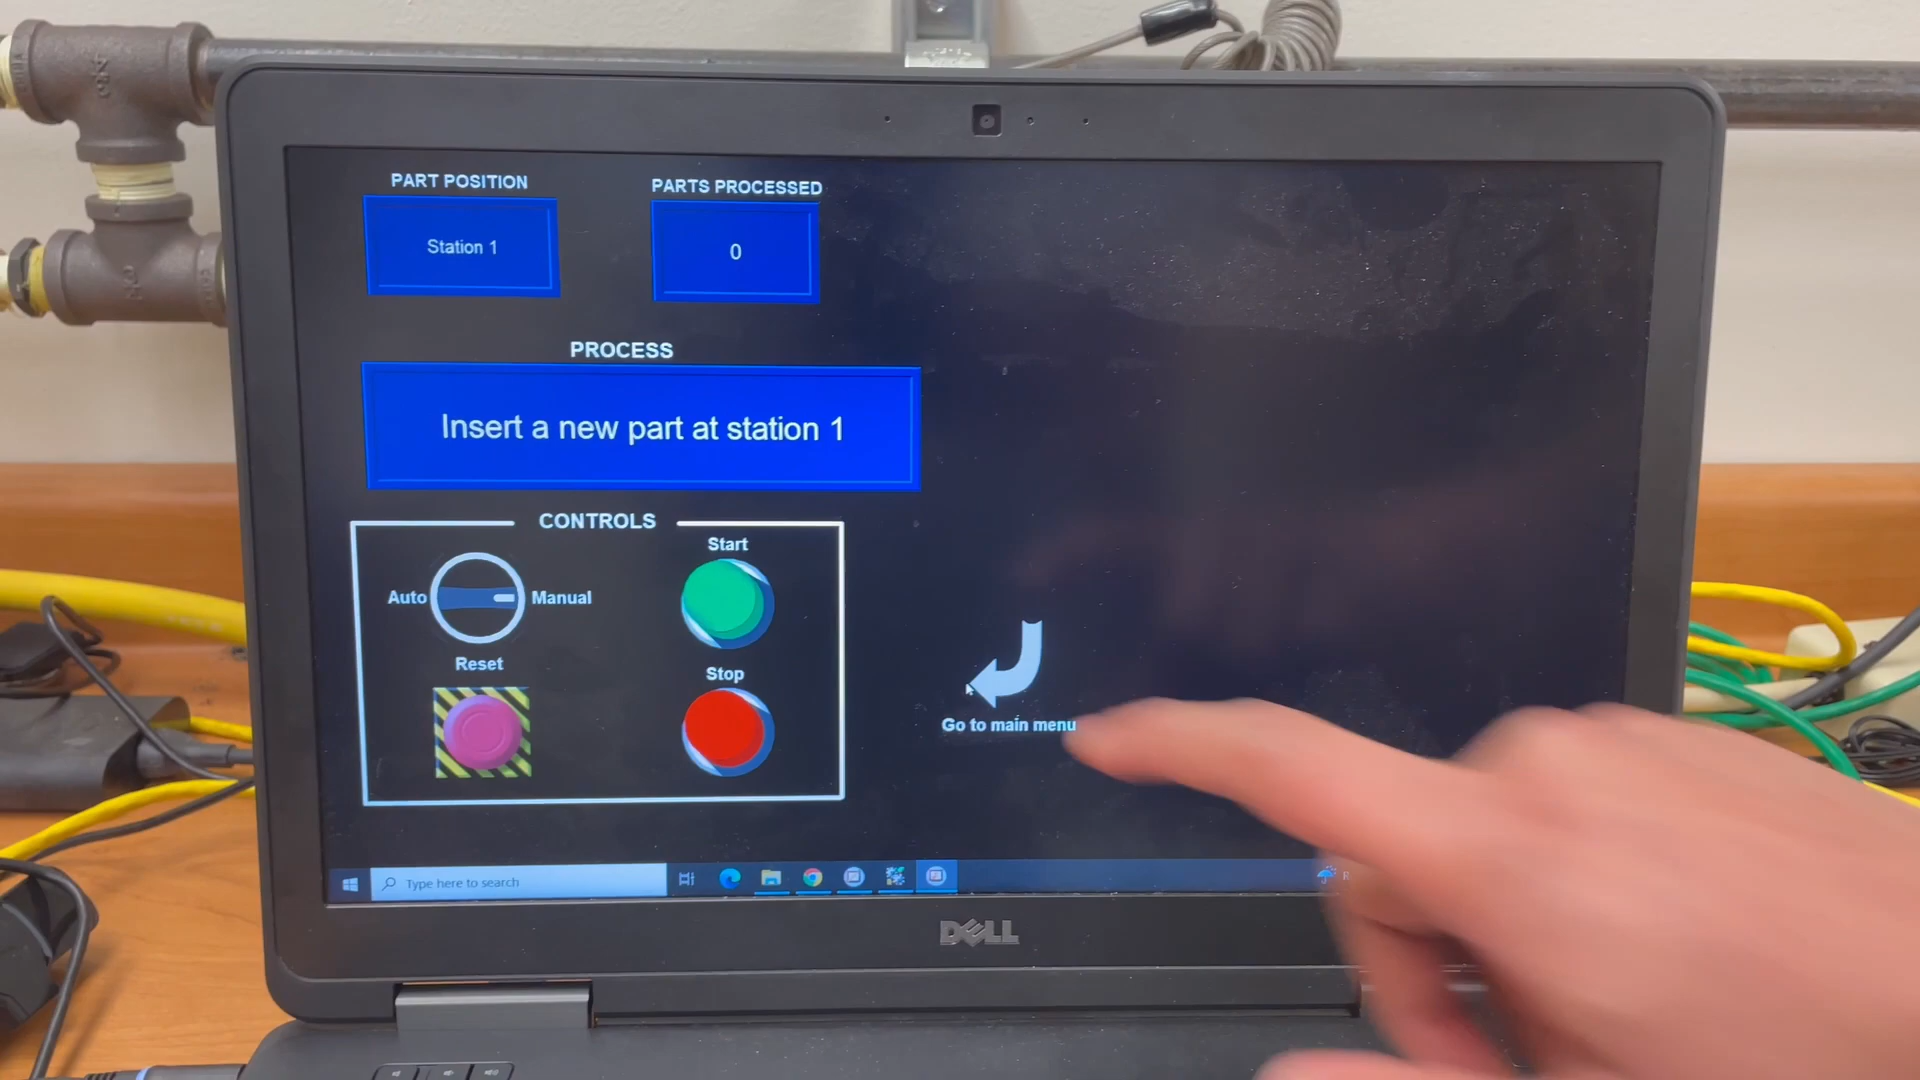 PART POSITION
PARTS PROCESSED
Station 1
0
PROCESS
Insert a new part at station 1
CONTROLS
Start
Auto
Manual
Reset
Stop
Go to main menu
Type here to search
DELL